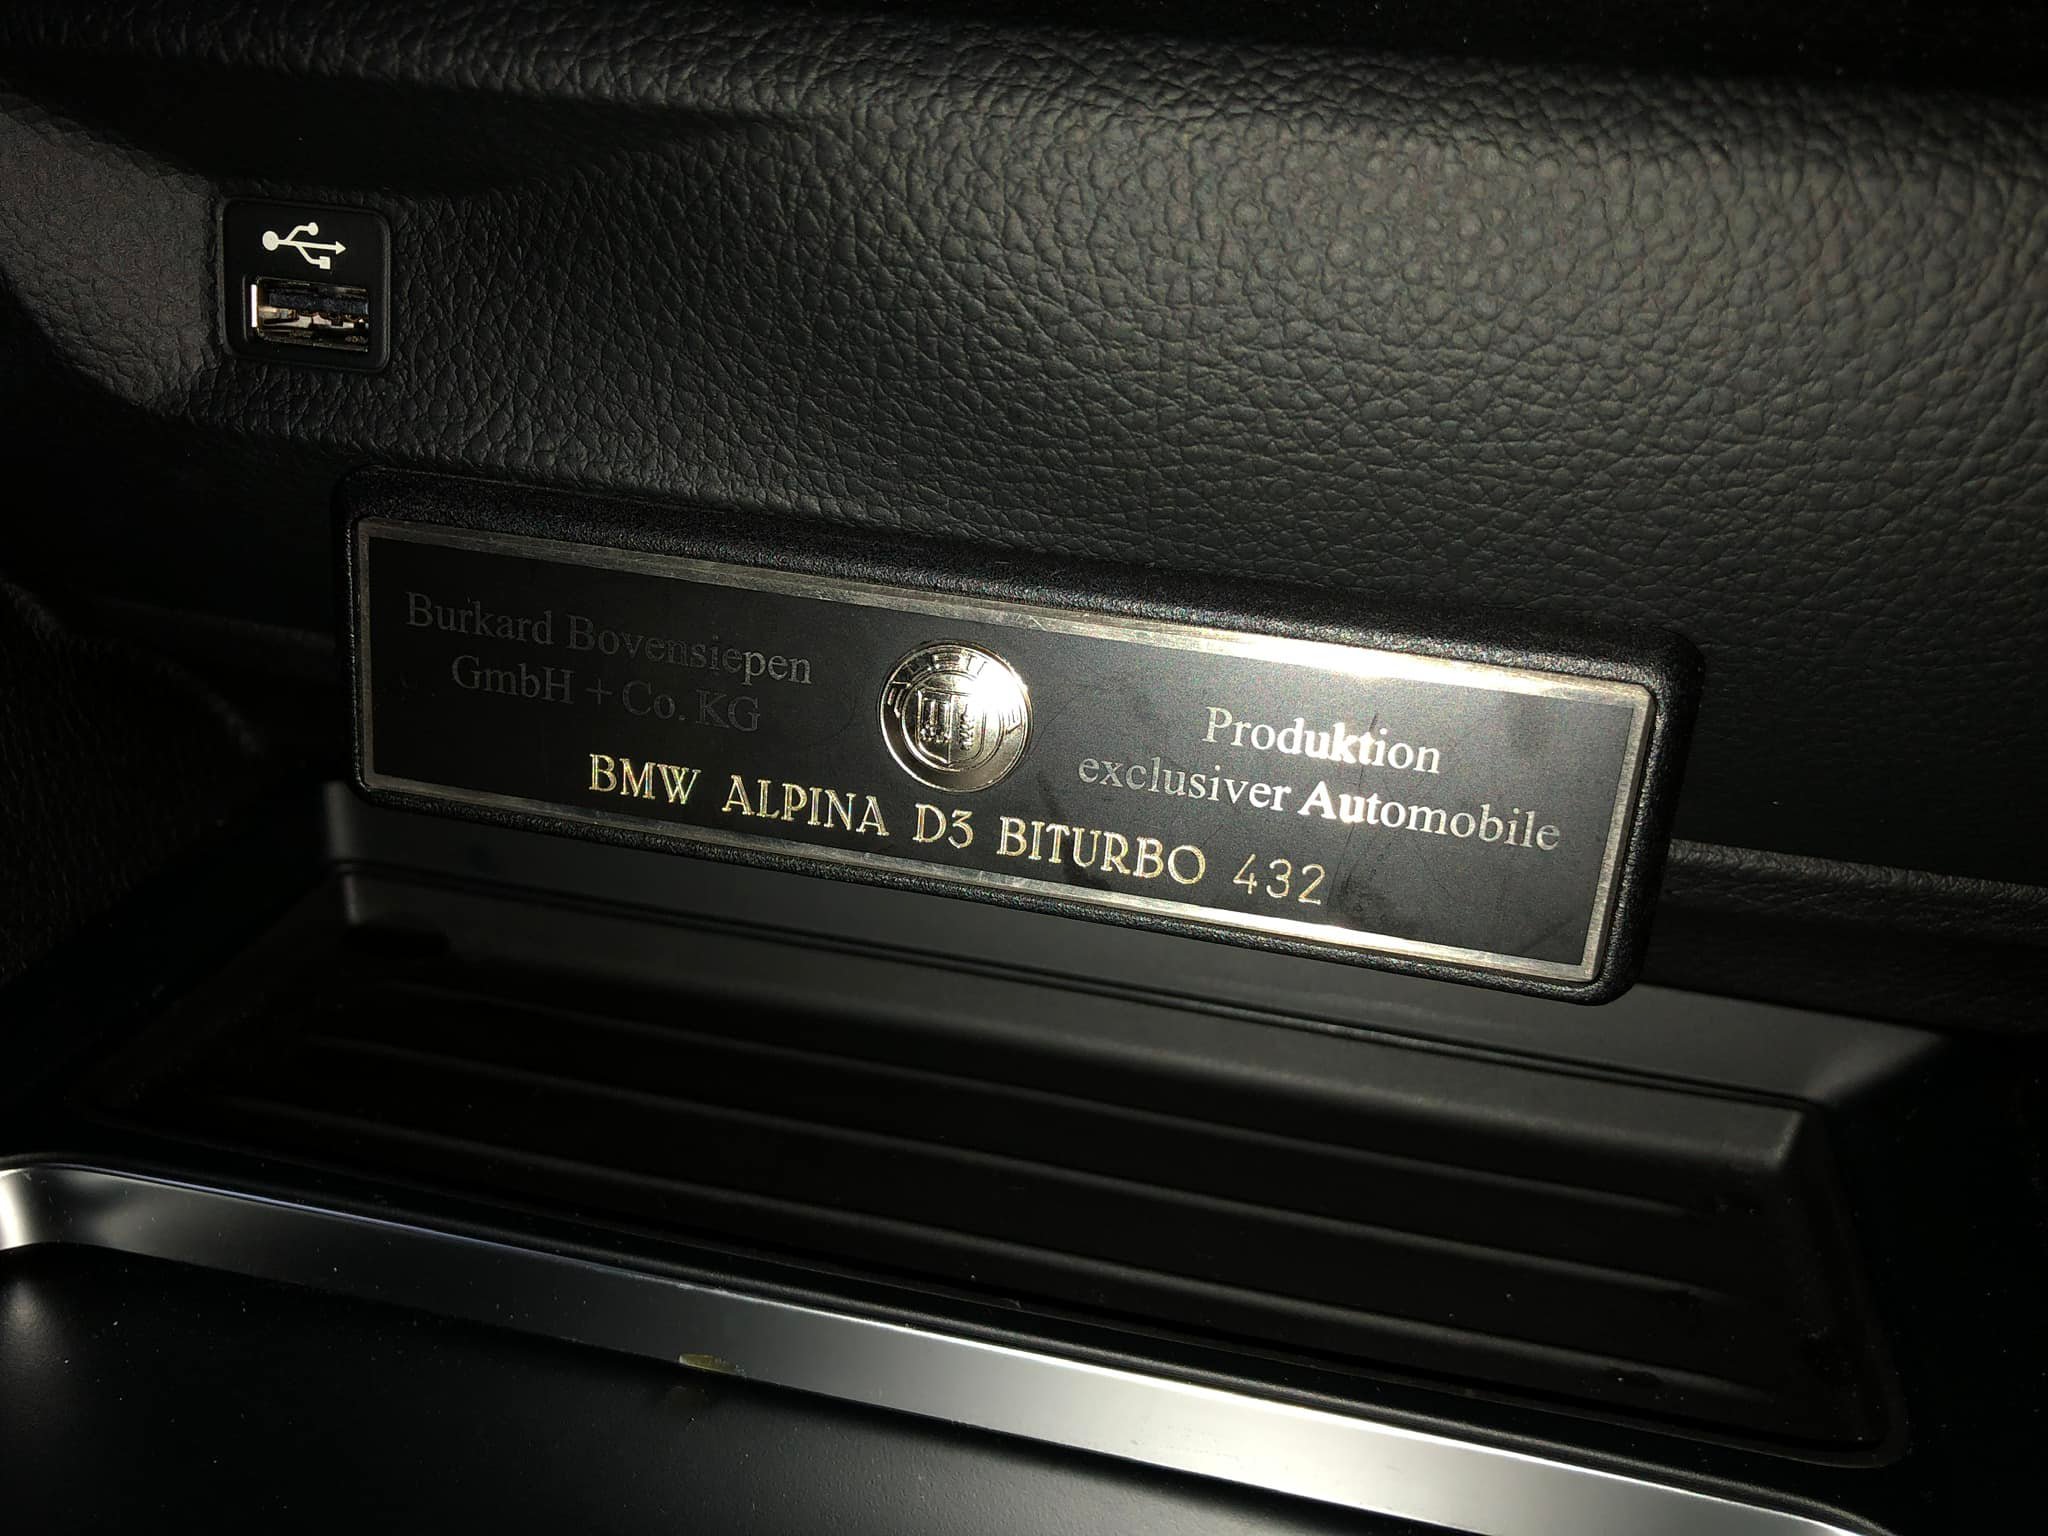 Burkard Bovensiepen
GmbH + Co. KG
Produktion
exclusiver Automobile
BMW ALPINA D3 BITURBO 432